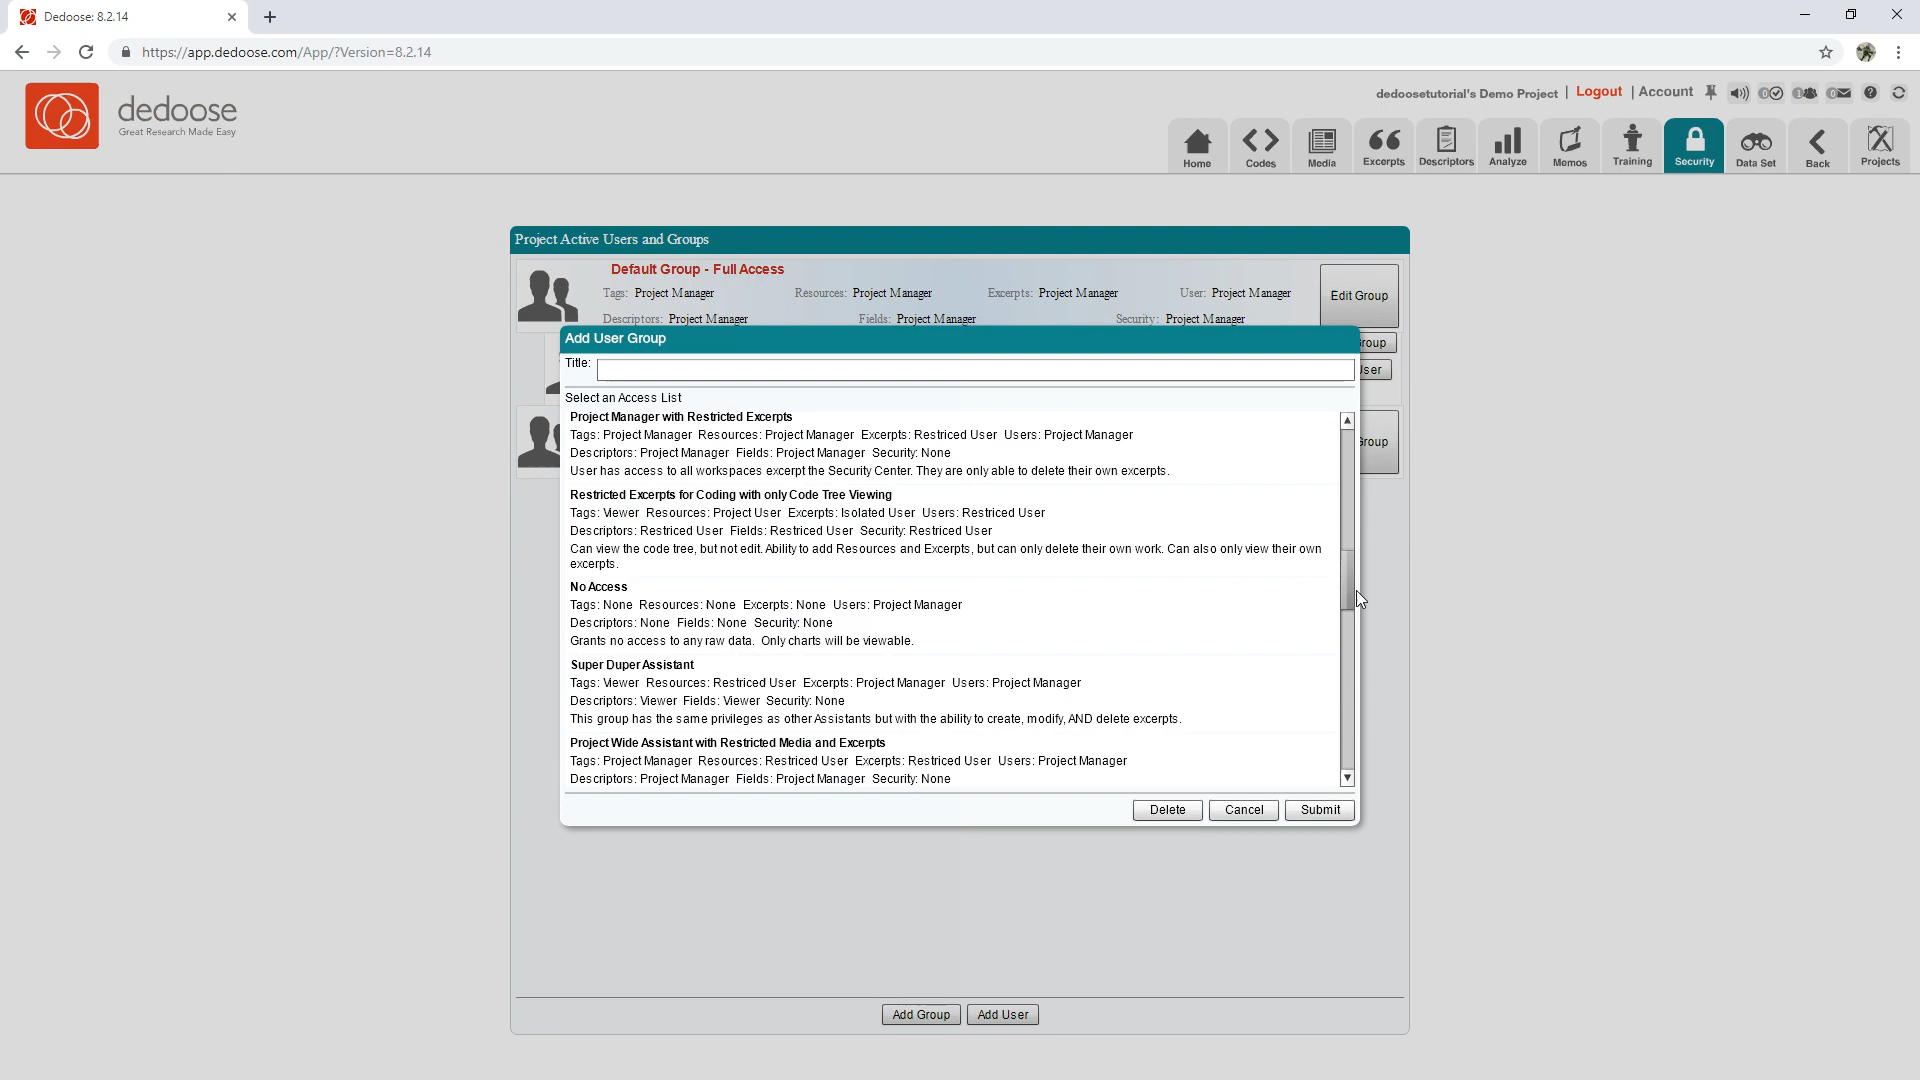 Dedoose: 8.2.14
https://app.dedoose.com/App/?Version=8.2.14
dedoose
Great Research Made Easy
dedoosetutorial's Demo Project | Logout | Account
Home
Codes
Media
Excerpts
Descriptors
Analyze
Memos
Training
Security
Data Set
Back
Projects
Project Active Users and Groups
Default Group - Full Access
Tags: Project Manager Resources: Project Manager Excerpts: Project Manager User: Project Manager
Descriptors: Project Manager Fields: Project Manager Security: Project Manager
Edit Group
roup
Jser
roup
Add User Group
Title:
Select an Access List
Project Manager with Restricted Excerpts
Tags: Project Manager Resources: Project Manager Excerpts: Restriced User Users: Project Manager
Descriptors: Project Manager Fields: Project Manager Security: None
User has access to all workspaces excerpt the Security Center. They are only able to delete their own excerpts.
Restricted Excerpts for Coding with only Code Tree Viewing
Tags: Viewer Resources: Project User Excerpts: Isolated User Users: Restriced User
Descriptors: Restriced User Fields: Restriced User Security: Restriced User
Can view the code tree, but not edit. Ability to add Resources and Excerpts, but can only delete their own work. Can also only view their own
excerpts.
No Access
Tags: None Resources: None Excerpts: None Users: Project Manager
Descriptors: None Fields: None Security: None
Grants no access to any raw data. Only charts will be viewable.
Super Duper Assistant
Tags: Viewer Resources: Restriced User Excerpts: Project Manager Users: Project Manager
Descriptors: Viewer Fields: Viewer Security: None
This group has the same privileges as other Assistants but with the ability to create, modify, AND delete excerpts.
Project Wide Assistant with Restricted Media and Excerpts
Tags: Project Manager Resources: Restriced User Excerpts: Restriced User Users: Project Manager
Descriptors: Project Manager Fields: Project Manager Security: None
Delete
Cancel
Submit
Add Group
Add User